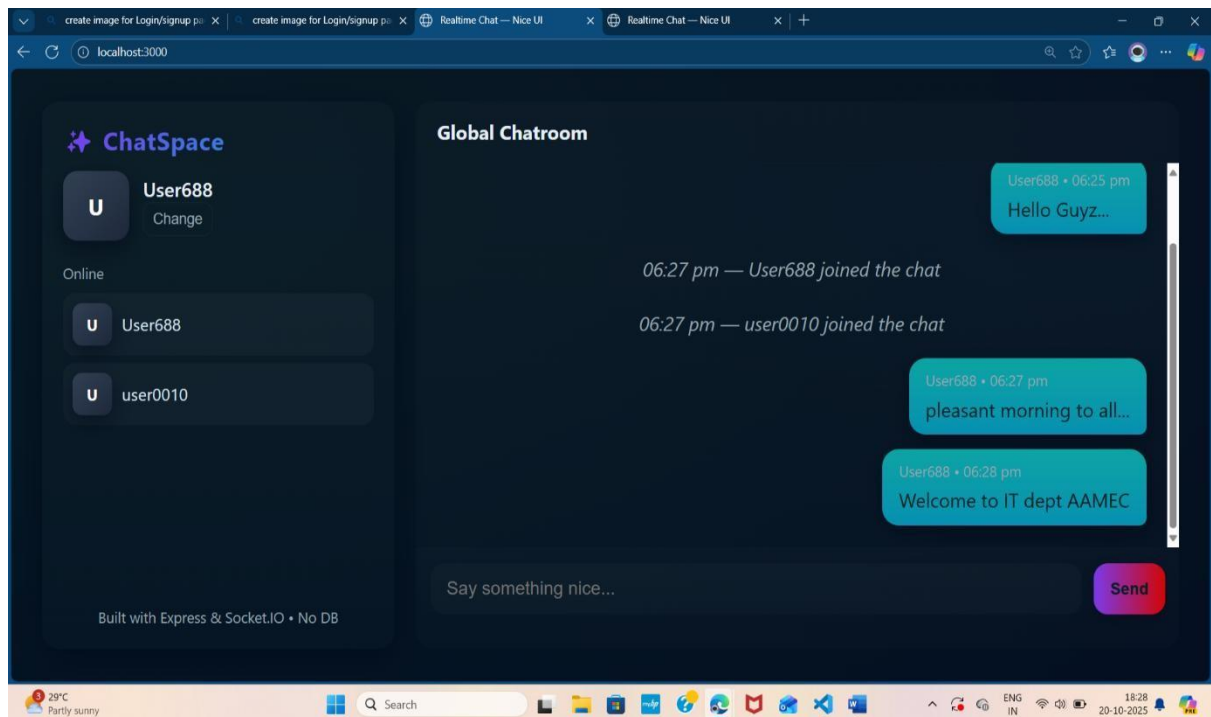 create image for Login/signup pa
create image for Login/signup pa
Realtime Chat — Nice UI
Realtime Chat — Nice UI
localhost:3000
ChatSpace
U
User688
Change
Online
U User688
U user0010
Built with Express & Socket.IO • No DB
Global Chatroom
User688 • 06:25 pm
Hello Guyz...
06:27 pm — User688 joined the chat
06:27 pm — user0010 joined the chat
User688 • 06:27 pm
pleasant morning to all...
User688 • 06:28 pm
Welcome to IT dept AAMEC
Say something nice...
Send
3
29°C
Partly sunny
Search
ENG
IN
18:28
20-10-2025